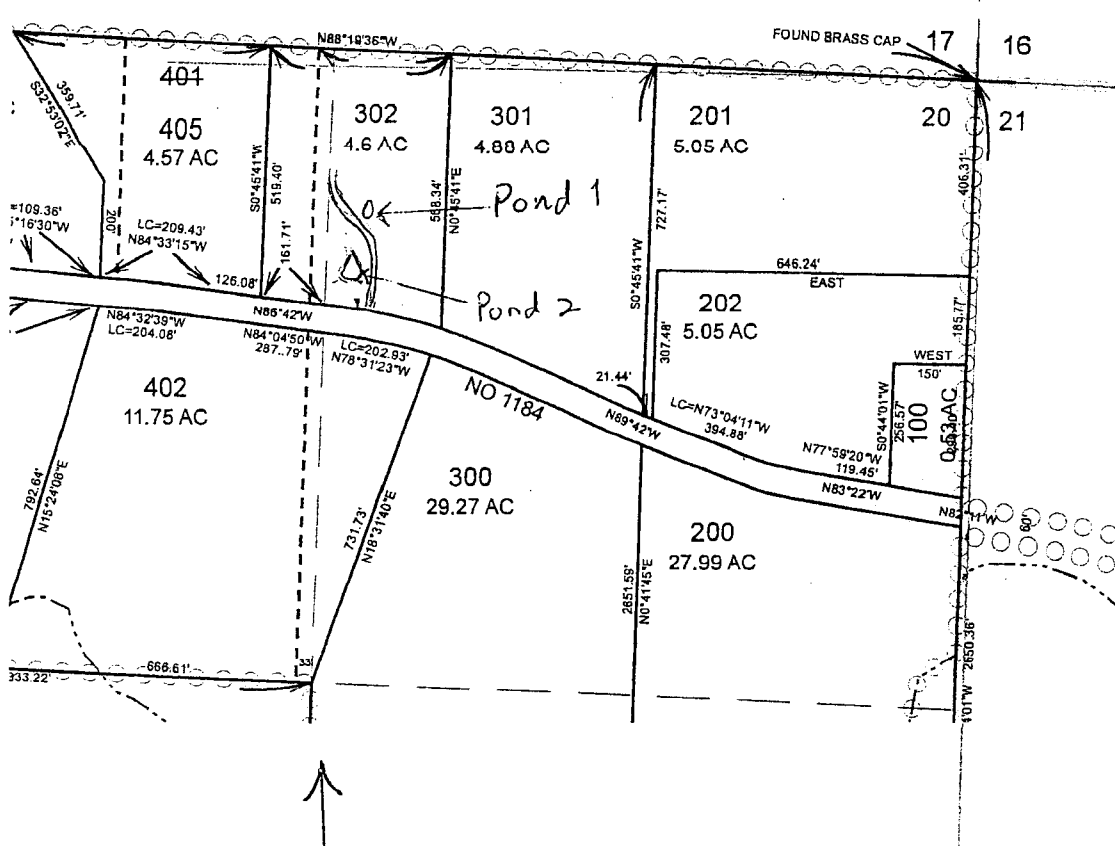 N88°19'36"W
FOUND BRASS CAP
17
16
20
21
401
405
4.57 AC
302
4.6 AC
301
4.88 AC
201
5.05 AC
359.71'
S32°53'02"E
200'
S0°45'41"W
519.40'
568.34'
N0°45'41"E
S0°45'41"W
727.17'
406.31'
Pond 1
Pond 2
=109.36'
16'30"W
LC=209.43'
N84°33'15"W
126.08'
161.71'
646.24'
EAST
202
5.05 AC
307.48'
185.77'
WEST
150'
S0°44'01"W
256.57'
100
0.53 AC
N84°32'39"W
LC=204.06'
N86°42'W
N84°04'50"W
287.79'
LC=202.93'
N78°31'23"W
NO 1184
21.44'
N69°42'W
LC=N73°04'11"W
394.88'
N77°59'20"W
119.45'
N83°22'W
60'
402
11.75 AC
300
29.27 AC
200
27.99 AC
792.64'
N15°24'08"E
731.73'
N18°31'40"E
2651.59'
N0°41'45"E
2650.36'
'01"W
33'
666.61'
933.22'